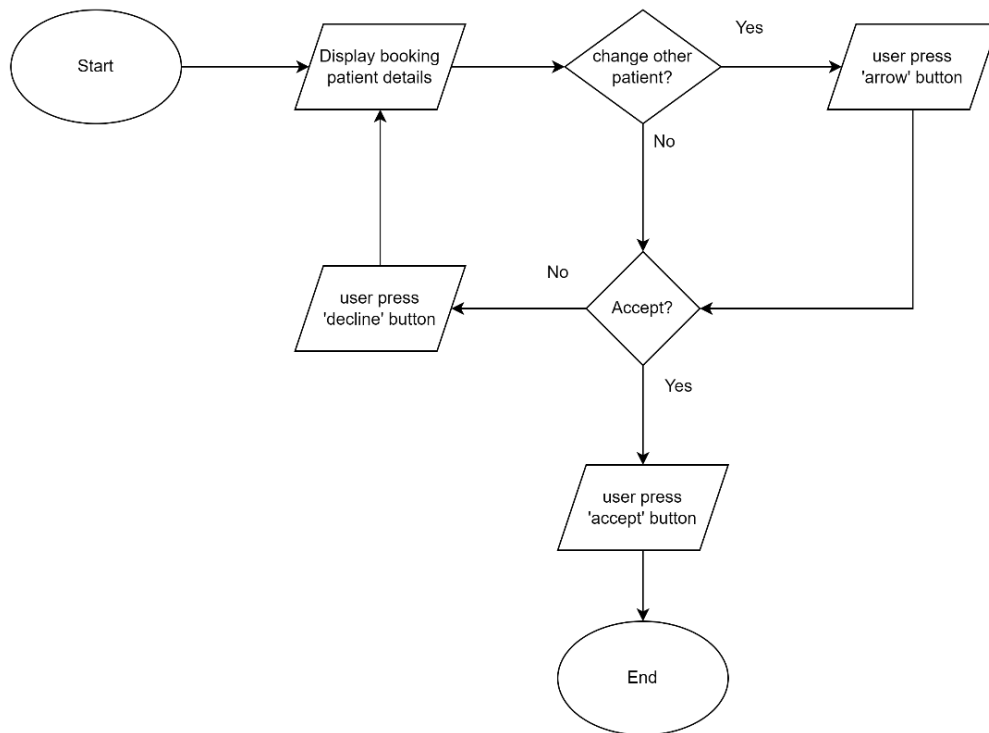 Start
Display booking
patient details
change other
patient?
Yes
user press
'arrow' button
No
Accept?
No
user press
'decline' button
Yes
user press
'accept' button
End